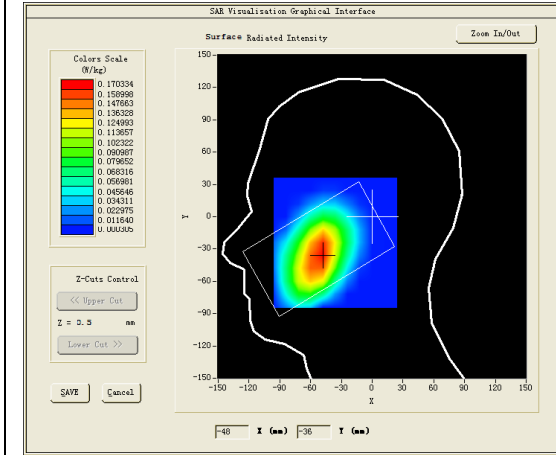 SAR Visualisation Graphical Interface
Surface Radiated Intensity
Zoom In/Out
Colors Scale
(W/kg)
0.170334
0.158998
0.147663
0.136328
0.124993
0.113657
0.102322
0.090987
0.079652
0.068316
0.056981
0.045646
0.034311
0.022975
0.011640
0.000305
150
120
90
60
30
0
-30
-60
-90
-120
-150
Y
-150 -120 -90 -60 -30 0 30 60 90 120 150
X
Z-Cuts Control
<< Upper Cut
Z = 0.5 mm
Lower Cut >>
SAVE Cancel
-48 X (mm) -36 Y (mm)